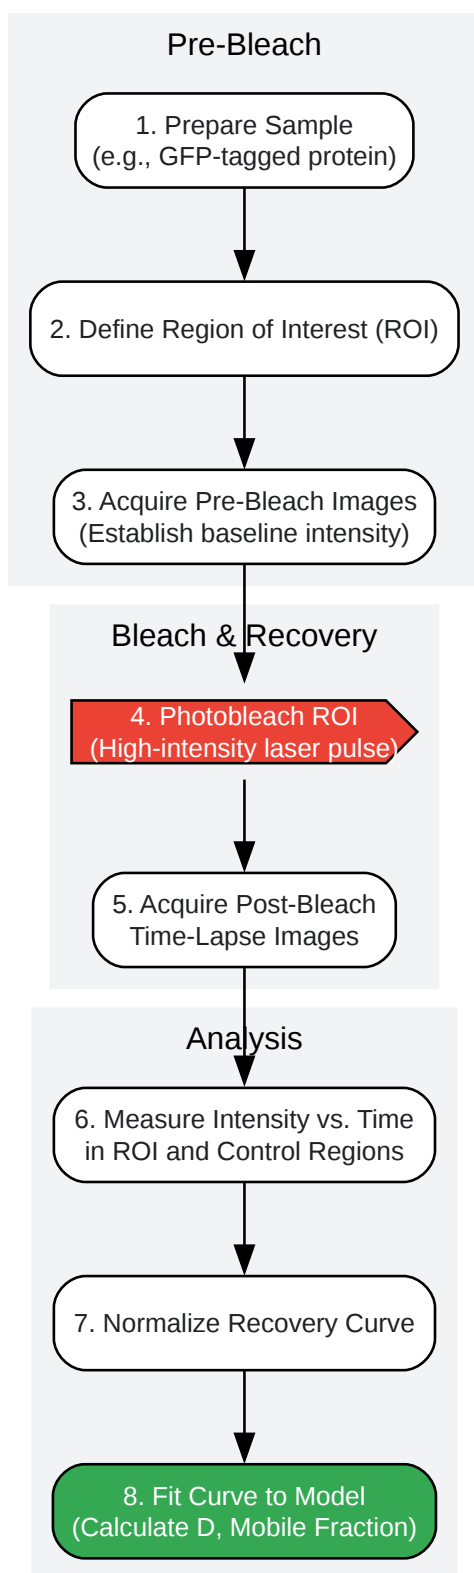 Pre-Bleach
1. Prepare Sample
(e.g., GFP-tagged protein)
2. Define Region of Interest (ROI)
3. Acquire Pre-Bleach Images
(Establish baseline intensity)
Bleach & Recovery
4. Photobleach ROI
(High-intensity laser pulse)
5. Acquire Post-Bleach
Time-Lapse Images
Analysis
6. Measure Intensity vs. Time
in ROI and Control Regions
7. Normalize Recovery Curve
8. Fit Curve to Model
(Calculate D, Mobile Fraction)